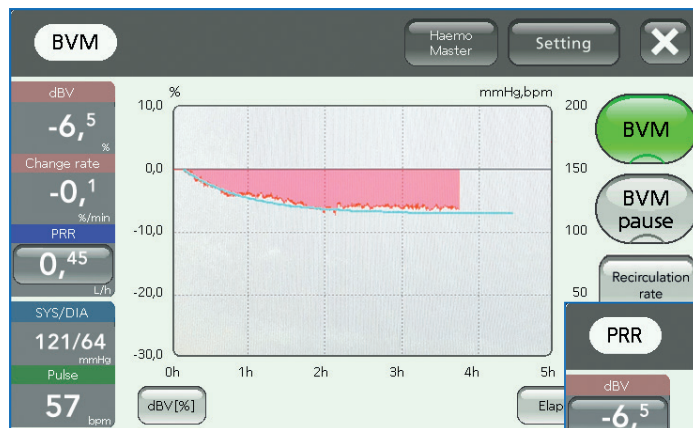 BVM
Haemo
Master
Setting
dBV
-6,5
%
Change rate
-0,1
%/min
PRR
0,45
L/h
SYS/DIA
121/64
mmHg
Pulse
57
bpm
%
mmHg,bpm
10,0
0,0
-10,0
-20,0
-30,0
200
150
100
50
0h
1h
2h
3h
4h
5h
dBV[%]
Elap
BVM
BVM
pause
Recirculation
rate
PRR
dBV
-6,5